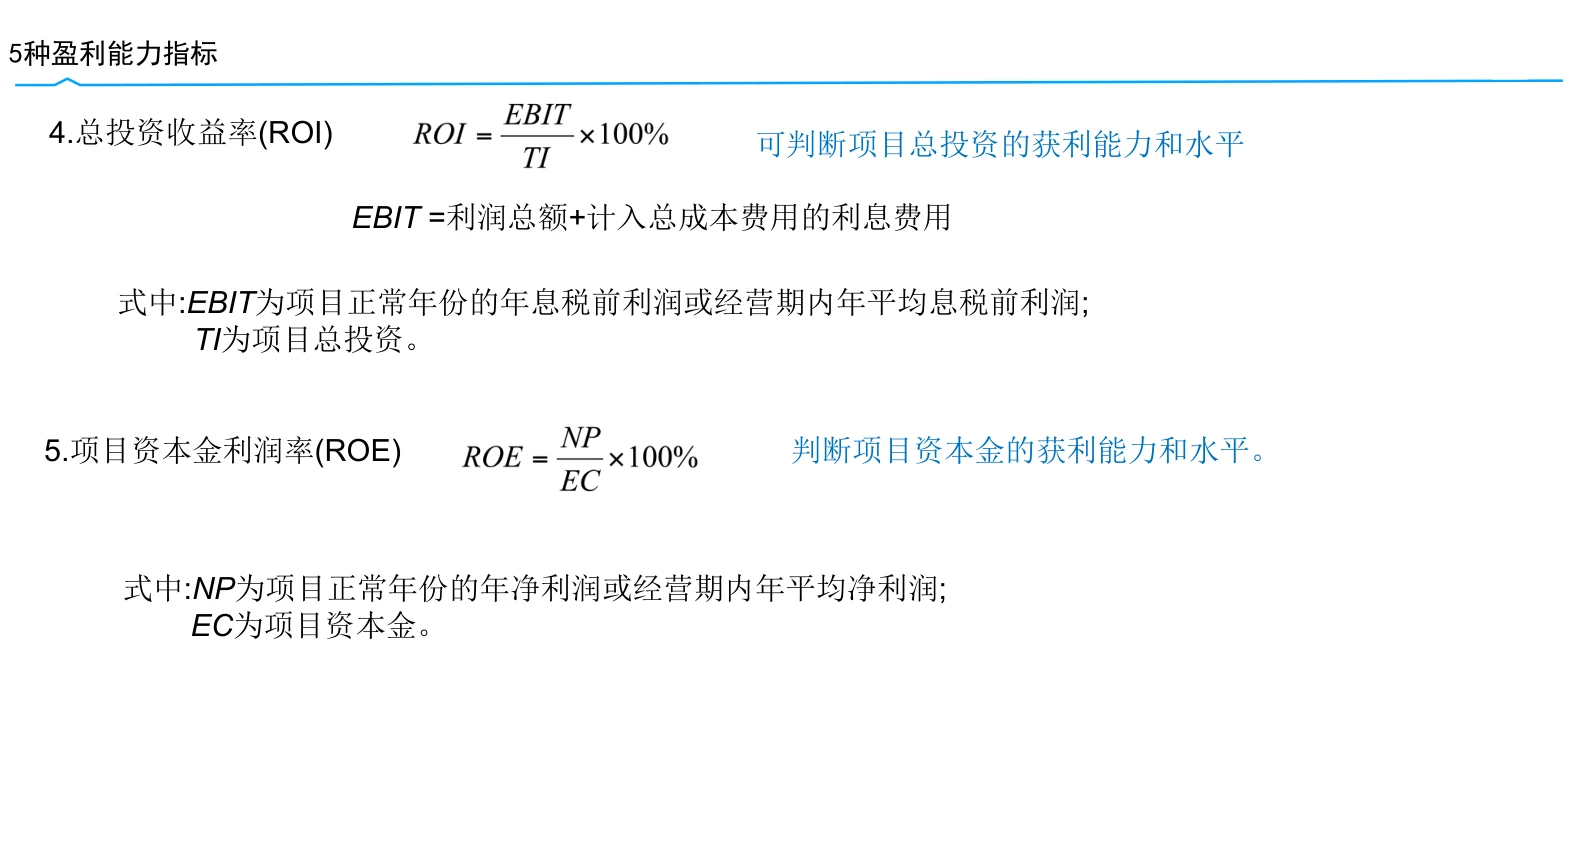 5种盈利能力指标
4.总投资收益率(ROI) ROI = EBIT/TI ×100% 可判断项目总投资的获利能力和水平
EBIT =利润总额+计入总成本费用的利息费用
式中:EBIT为项目正常年份的年息税前利润或经营期内年平均息税前利润;
TI为项目总投资。
5.项目资本金利润率(ROE) ROE = NP/EC ×100% 判断项目资本金的获利能力和水平。
式中:NP为项目正常年份的年净利润或经营期内年平均净利润;
EC为项目资本金。